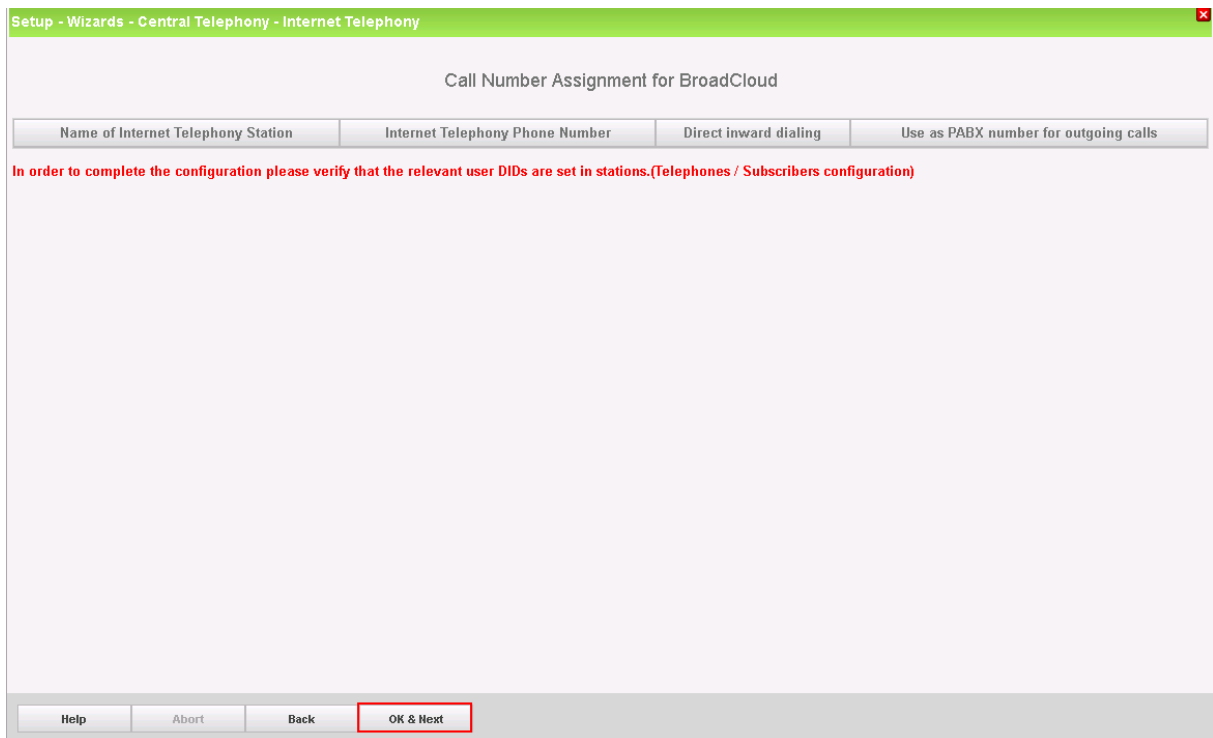 Setup - Wizards - Central Telephony - Internet Telephony
Call Number Assignment for BroadCloud
Name of Internet Telephony Station Internet Telephony Phone Number Direct inward dialing Use as PABX number for outgoing calls
In order to complete the configuration please verify that the relevant user DIDs are set in stations.(Telephones / Subscribers configuration)
Help Abort Back OK & Next